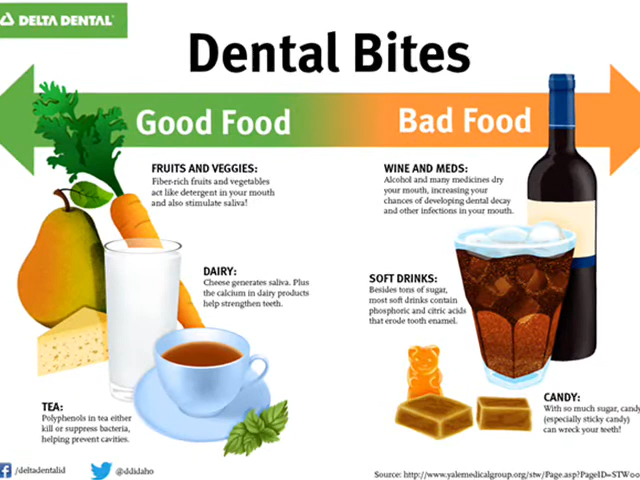 DELTA DENTAL
Dental Bites
Good Food
Bad Food
FRUITS AND VEGGIES:
Fiber-rich fruits and vegetables
act like detergent in your mouth
and also stimulate saliva!
DAIRY:
Cheese generates saliva. Plus
the calcium in dairy products
help strengthen teeth.
TEA:
Polyphenols in tea either
kill or suppress bacteria,
helping prevent cavities.
WINE AND MEDS:
Alcohol and many medicines dry
your mouth, increasing your
chances of developing dental decay
and other infections in your mouth.
SOFT DRINKS:
Besides tons of sugar,
most soft drinks contain
phosphoric and citric acids
that erode tooth enamel.
CANDY:
With so much sugar, candy
(especially sticky candy)
can wreck your teeth!
f /deltadentalid
@ddidaho
Source: http://www.yalemedicalgroup.org/stw/Page.asp?PageID=STW00